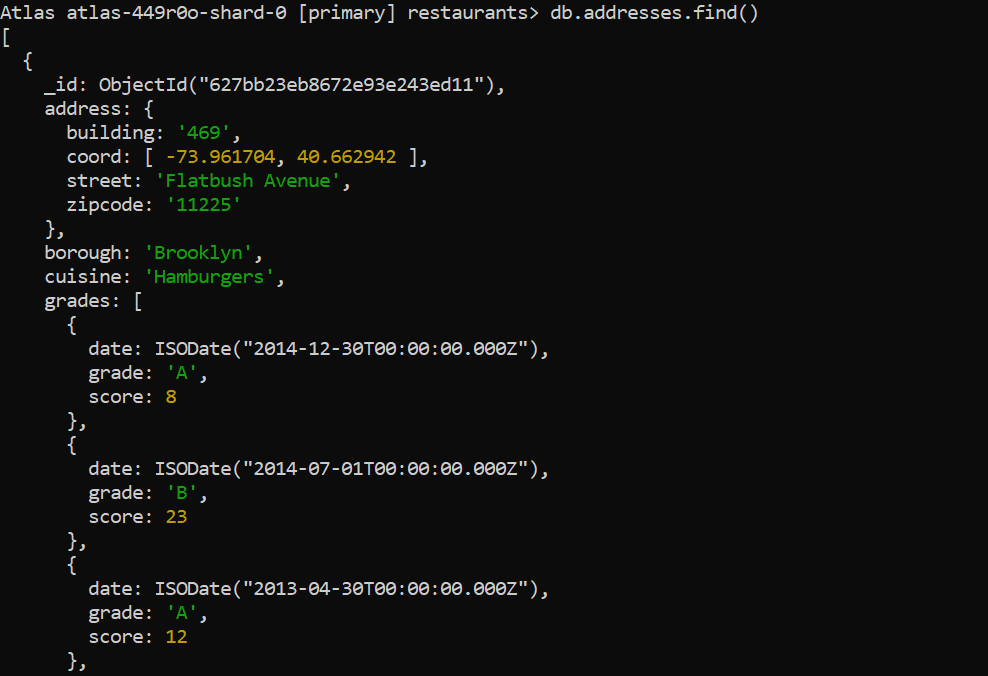 Atlas atlas-449r0o-shard-0 [primary] restaurants> db.addresses.find()
[
  {
    _id: ObjectId("627bb23eb8672e93e243ed11"),
    address: {
      building: '469',
      coord: [ -73.961704, 40.662942 ],
      street: 'Flatbush Avenue',
      zipcode: '11225'
    },
    borough: 'Brooklyn',
    cuisine: 'Hamburgers',
    grades: [
      {
        date: ISODate("2014-12-30T00:00:00.000Z"),
        grade: 'A',
        score: 8
      },
      {
        date: ISODate("2014-07-01T00:00:00.000Z"),
        grade: 'B',
        score: 23
      },
      {
        date: ISODate("2013-04-30T00:00:00.000Z"),
        grade: 'A',
        score: 12
      },